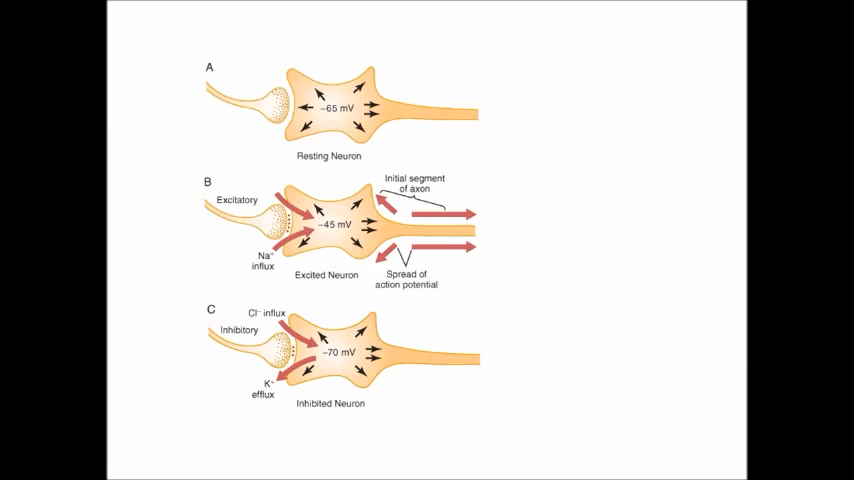 A
−65 mV
Resting Neuron
B
Excitatory
Initial segment
of axon
−45 mV
Na⁺
influx
Excited Neuron
Spread of
action potential
C
Cl⁻ influx
Inhibitory
−70 mV
K⁺
efflux
Inhibited Neuron